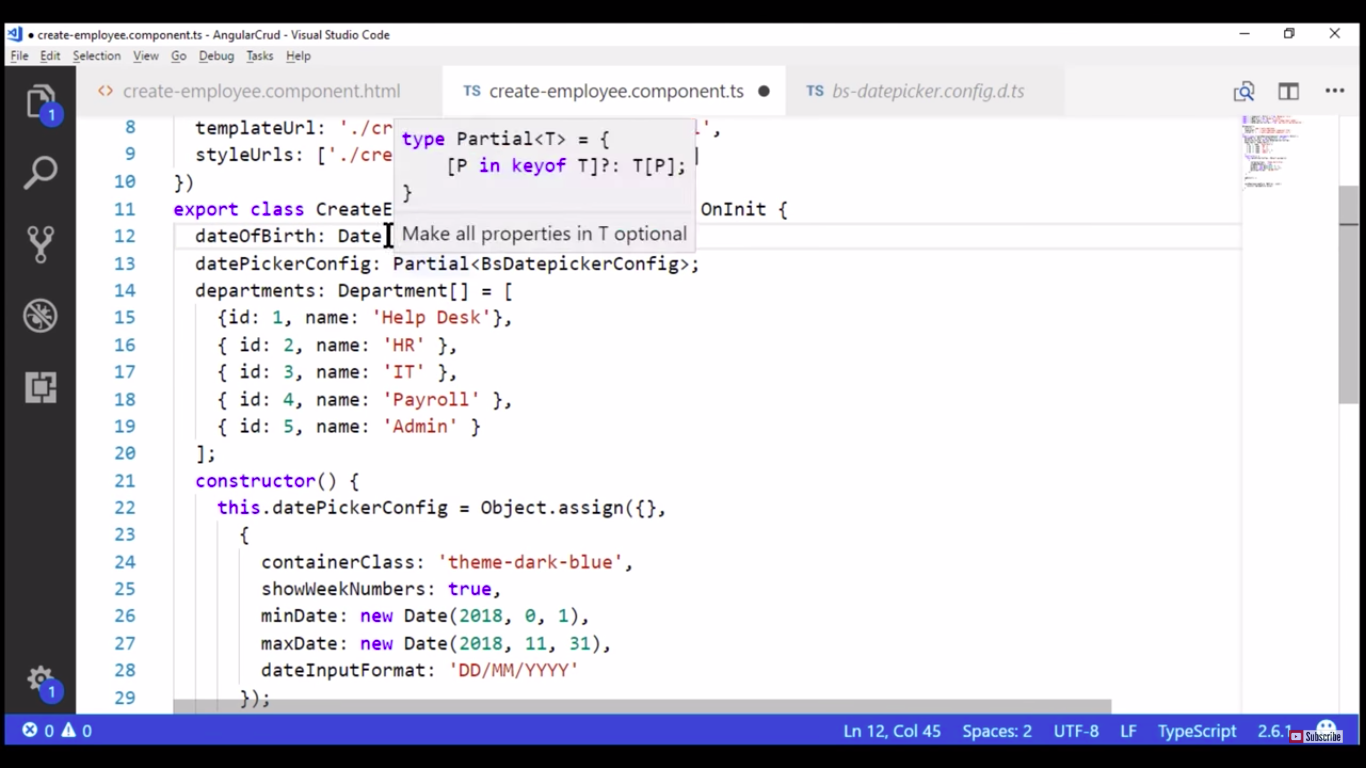 create-employee.component.ts - AngularCrud - Visual Studio Code
File Edit Selection View Go Debug Tasks Help
create-employee.component.html TS create-employee.component.ts TS bs-datepicker.config.d.ts
1
8 templateUrl: './cr ',
9 styleUrls: ['./cre
10 })
11 export class CreateE OnInit {
12 dateOfBirth: Date
13 datePickerConfig: Partial<BsDatepickerConfig>;
14 departments: Department[] = [
15 {id: 1, name: 'Help Desk'},
16 { id: 2, name: 'HR' },
17 { id: 3, name: 'IT' },
18 { id: 4, name: 'Payroll' },
19 { id: 5, name: 'Admin' }
20 ];
21 constructor() {
22 this.datePickerConfig = Object.assign({},
23 {
24 containerClass: 'theme-dark-blue',
25 showWeekNumbers: true,
26 minDate: new Date(2018, 0, 1),
27 maxDate: new Date(2018, 11, 31),
28 dateInputFormat: 'DD/MM/YYYY'
29 });
type Partial<T> = {
[P in keyof T]?: T[P];
}
Make all properties in T optional
1
0 0 Ln 12, Col 45 Spaces: 2 UTF-8 LF TypeScript 2.6.1
Subscribe